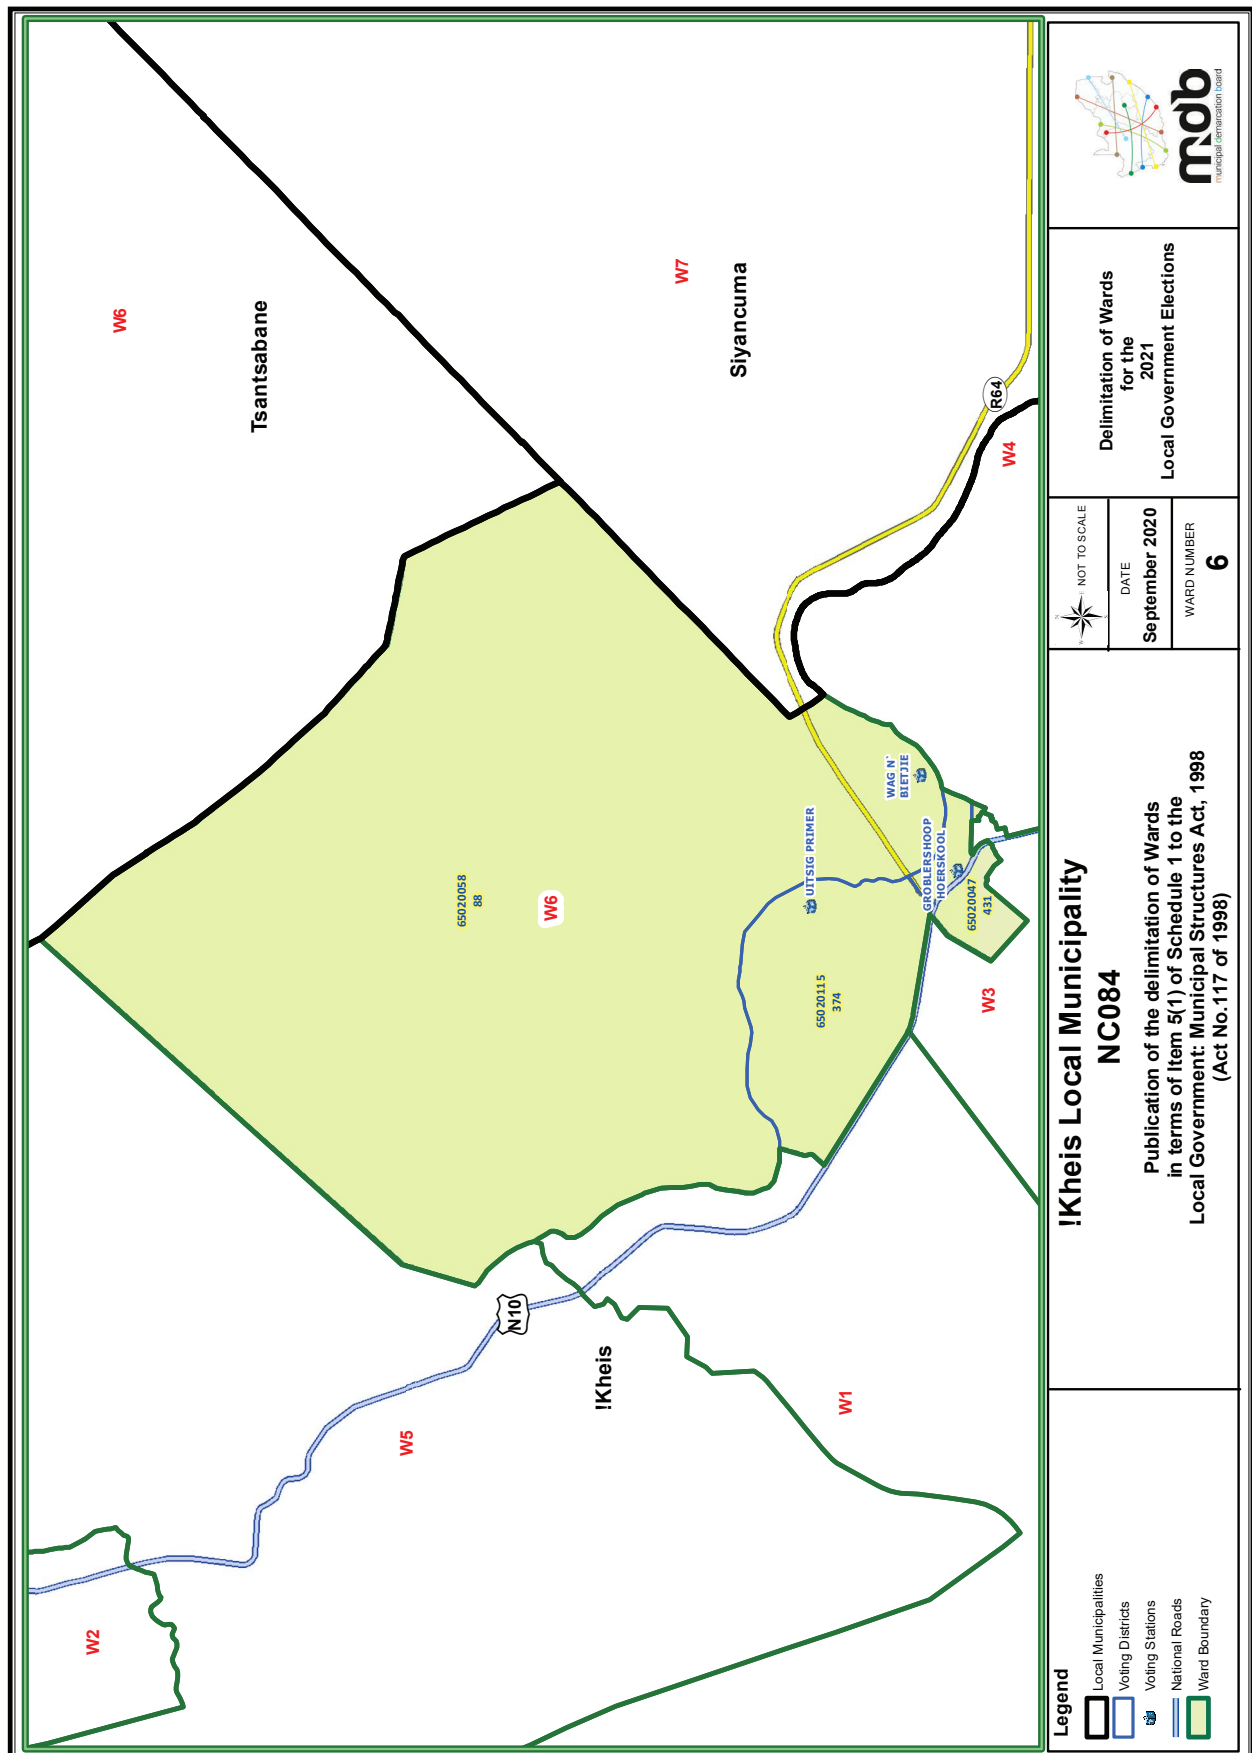 W6
Tsantsabane
W7
Siyancuma
R64
W4
65020058
88
W6
WAG N`
BIETJIE
UITSIG PRIMER
GROBLERSHOOP
HOERSKOOL
65020047
431
65020115
374
W3
N10
!Kheis
W5
W1
W2
Legend
Local Municipalities
Voting Districts
Voting Stations
National Roads
Ward Boundary
!Kheis Local Municipality
NC084
Publication of the delimitation of Wards
in terms of Item 5(1) of Schedule 1 to the
Local Government: Municipal Structures Act, 1998
(Act No.117 of 1998)
N
W
E
S
NOT TO SCALE
DATE
September 2020
WARD NUMBER
6
Delimitation of Wards
for the
2021
Local Government Elections
mdb
municipal demarcation board